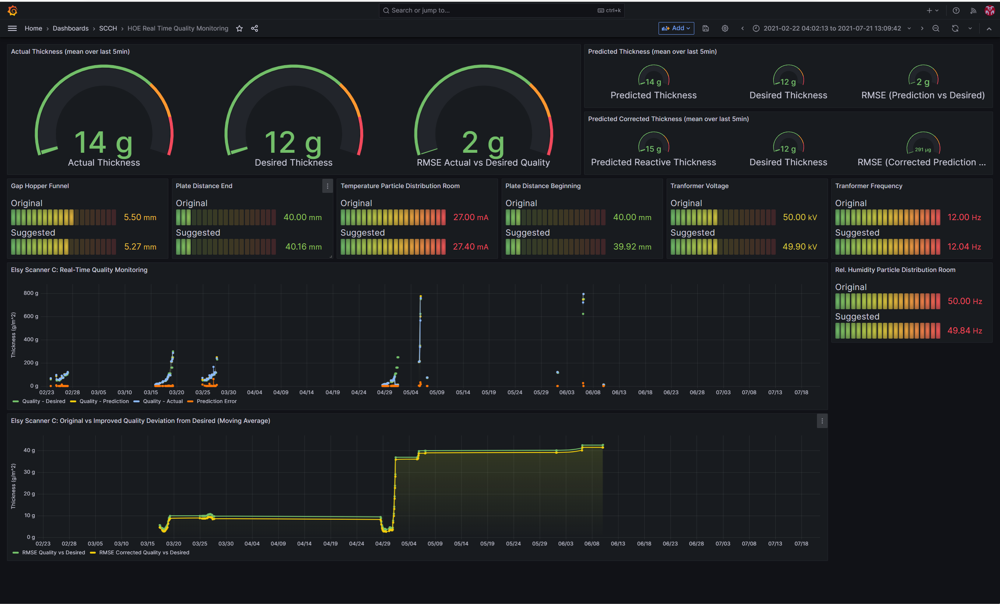 Search or jump to...
ctrl+k
Home › Dashboards › SCCH › HOE Real Time Quality Monitoring
Add
2021-02-22 04:02:13 to 2021-07-21 13:09:42
Actual Thickness (mean over last 5min)
14 g
Actual Thickness
12 g
Desired Thickness
2 g
RMSE Actual vs Desired Quality
Predicted Thickness (mean over last 5min)
14 g
Predicted Thickness
12 g
Desired Thickness
2 g
RMSE (Prediction vs Desired)
Predicted Corrected Thickness (mean over last 5min)
15 g
Predicted Reactive Thickness
12 g
Desired Thickness
291 µg
RMSE (Corrected Prediction ...
Gap Hopper Funnel
Original
5.50 mm
Suggested
5.27 mm
Plate Distance End
Original
40.00 mm
Suggested
40.16 mm
Temperature Particle Distribution Room
Original
27.00 mA
Suggested
27.40 mA
Plate Distance Beginning
Original
40.00 mm
Suggested
39.92 mm
Tranformer Voltage
Original
50.00 kV
Suggested
49.90 kV
Tranformer Frequency
Original
12.00 Hz
Suggested
12.04 Hz
Elsy Scanner C: Real-Time Quality Monitoring
Thickness (g/m^2)
800 g
600 g
400 g
200 g
0 g
02/23 02/28 03/05 03/10 03/15 03/20 03/25 03/30 04/04 04/09 04/14 04/19 04/24 04/29 05/04 05/09 05/14 05/19 05/24 05/29 06/03 06/08 06/13 06/18 06/23 06/28 07/03 07/08 07/13 07/18
Quality - Desired Quality - Prediction Quality - Actual Prediction Error
Rel. Humidity Particle Distribution Room
Original
50.00 Hz
Suggested
49.84 Hz
Elsy Scanner C: Original vs Improved Quality Deviation from Desired (Moving Average)
Thickness (g/m^2)
40 g
30 g
20 g
10 g
0 g
02/23 02/28 03/05 03/10 03/15 03/20 03/25 03/30 04/04 04/09 04/14 04/19 04/24 04/29 05/04 05/09 05/14 05/19 05/24 05/29 06/03 06/08 06/13 06/18 06/23 06/28 07/03 07/08 07/13 07/18
RMSE Quality vs Desired RMSE Corrected Quality vs Desired